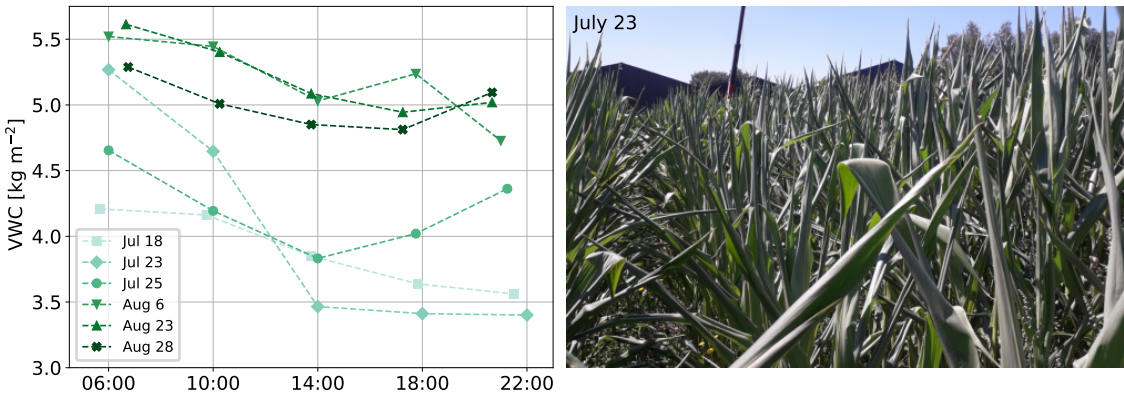 VWC [kg m⁻²]
5.5
5.0
4.5
4.0
3.5
3.0
Jul 18
Jul 23
Jul 25
Aug 6
Aug 23
Aug 28
06:00 10:00 14:00 18:00 22:00
July 23